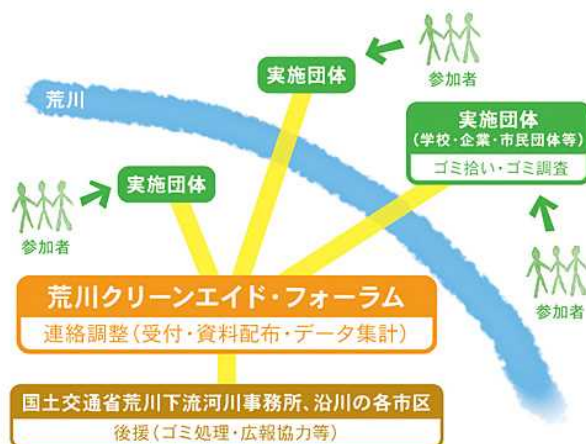 参加者
実施団体
荒川
実施団体
(学校・企業・市民団体等)
ゴミ拾い・ゴミ調査
実施団体
参加者
参加者
荒川クリーンエイド・フォーラム
連絡調整(受付・資料配布・データ集計)
国土交通省荒川下流河川事務所、沿川の各市区
後援(ゴミ処理・広報協力等)